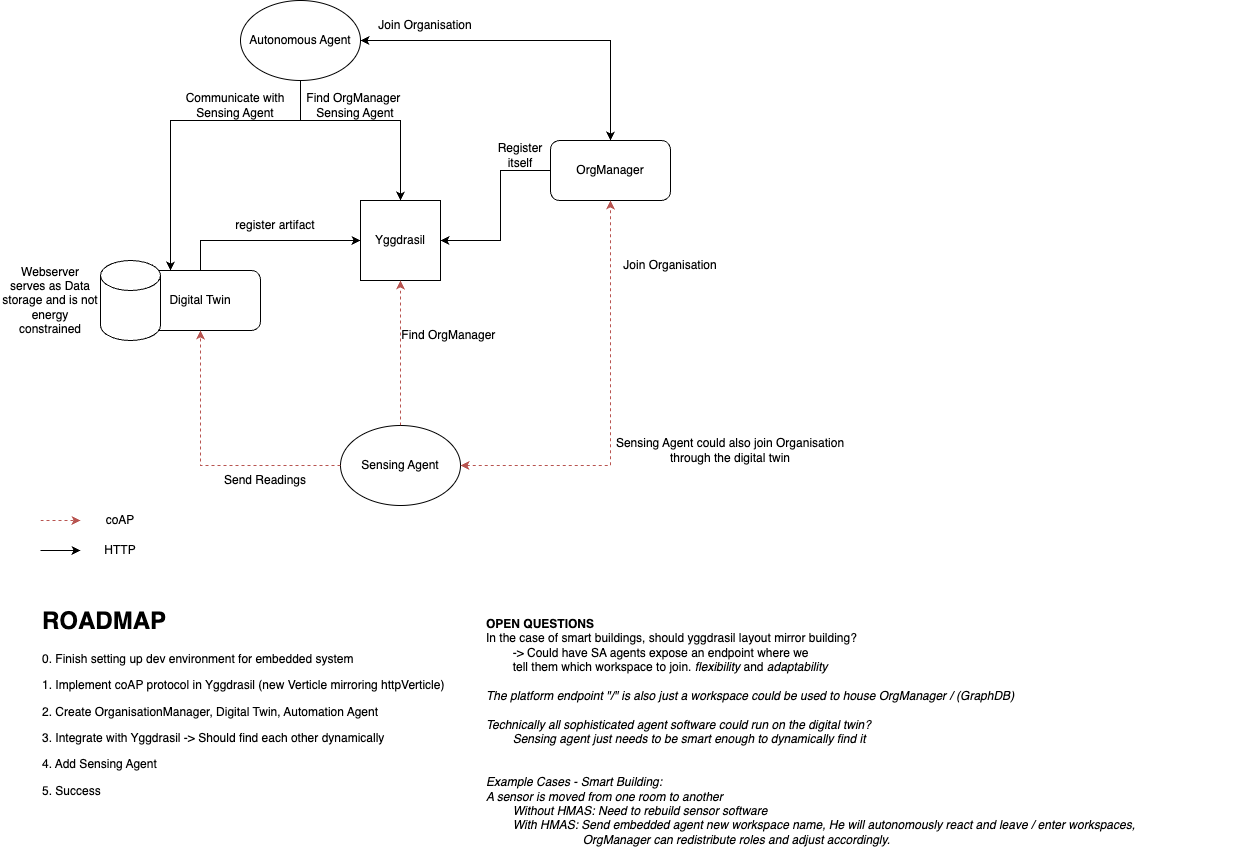 Join Organisation
Autonomous Agent
Communicate with
Sensing Agent
Find OrgManager
Sensing Agent
Register
itself
OrgManager
register artifact
Yggdrasil
Join Organisation
Webserver
serves as Data
storage and is not
energy
constrained
Digital Twin
Find OrgManager
Sensing Agent could also join Organisation
through the digital twin
Sensing Agent
Send Readings
coAP
HTTP
ROADMAP
0. Finish setting up dev environment for embedded system
1. Implement coAP protocol in Yggdrasil (new Verticle mirroring httpVerticle)
2. Create OrganisationManager, Digital Twin, Automation Agent
3. Integrate with Yggdrasil -> Should find each other dynamically
4. Add Sensing Agent
5. Success
OPEN QUESTIONS
In the case of smart buildings, should yggdrasil layout mirror building?
-> Could have SA agents expose an endpoint where we
tell them which workspace to join. flexibility and adaptability
The platform endpoint "/" is also just a workspace could be used to house OrgManager / (GraphDB)
Technically all sophisticated agent software could run on the digital twin?
Sensing agent just needs to be smart enough to dynamically find it
Example Cases - Smart Building:
A sensor is moved from one room to another
Without HMAS: Need to rebuild sensor software
With HMAS: Send embedded agent new workspace name, He will autonomously react and leave / enter workspaces,
OrgManager can redistribute roles and adjust accordingly.